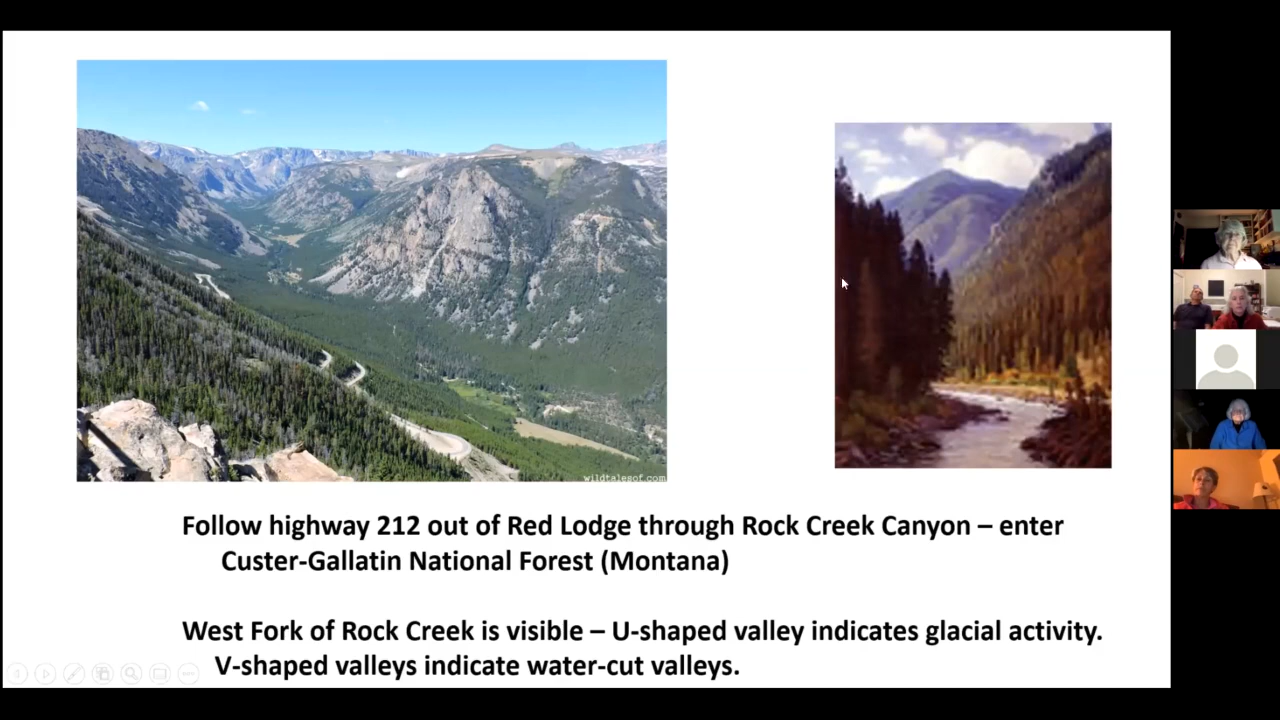 wildtalesof.com
Follow highway 212 out of Red Lodge through Rock Creek Canyon – enter
Custer-Gallatin National Forest (Montana)
West Fork of Rock Creek is visible – U-shaped valley indicates glacial activity.
V-shaped valleys indicate water-cut valleys.